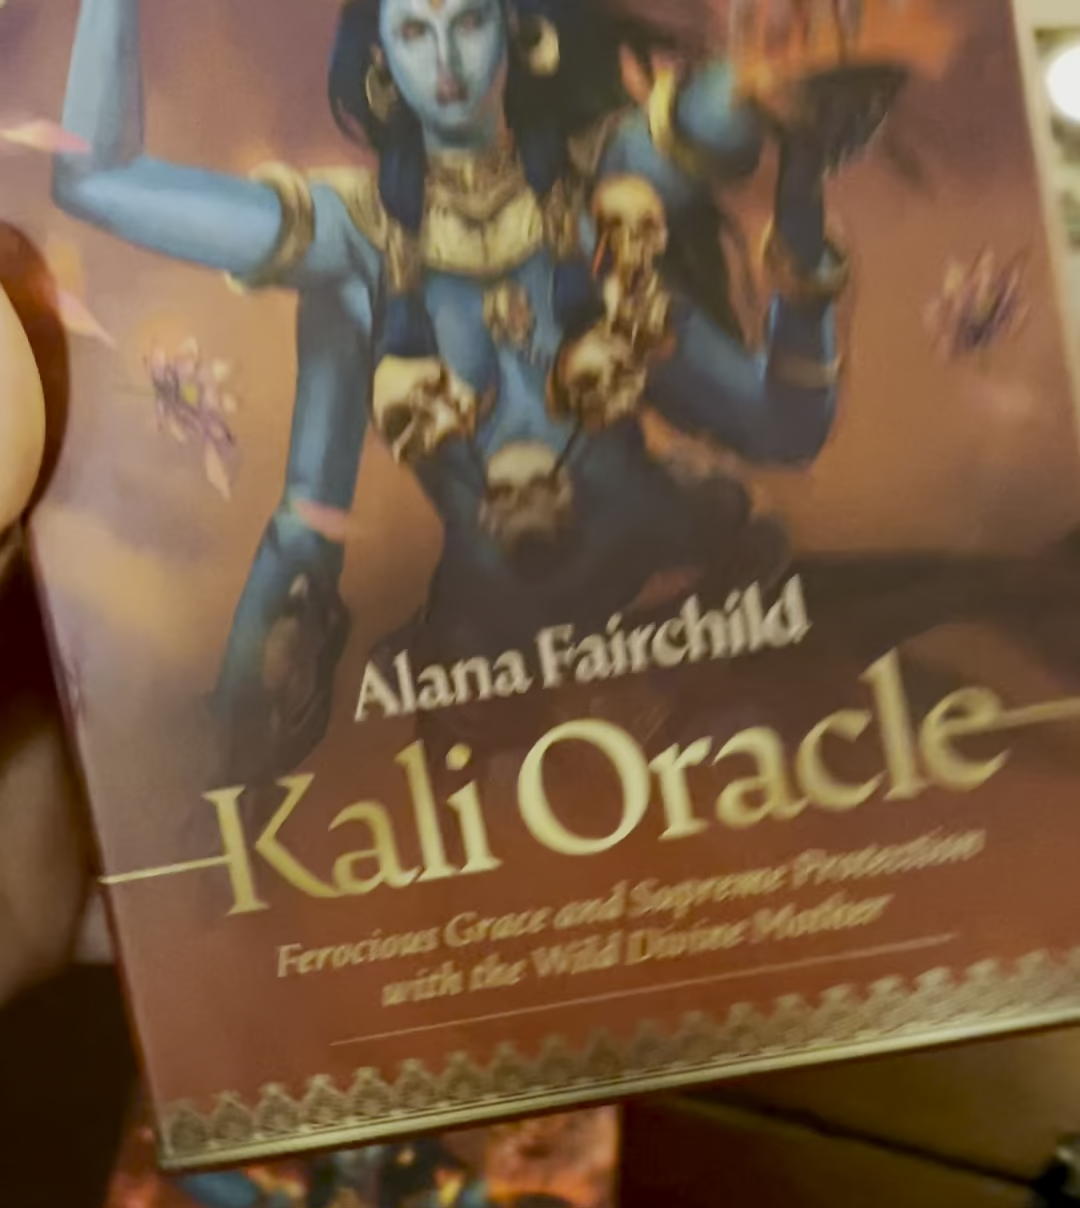 Alana Fairchild
Kali Oracle
Ferocious Grace and Supreme Protection
with the Wild Divine Mother